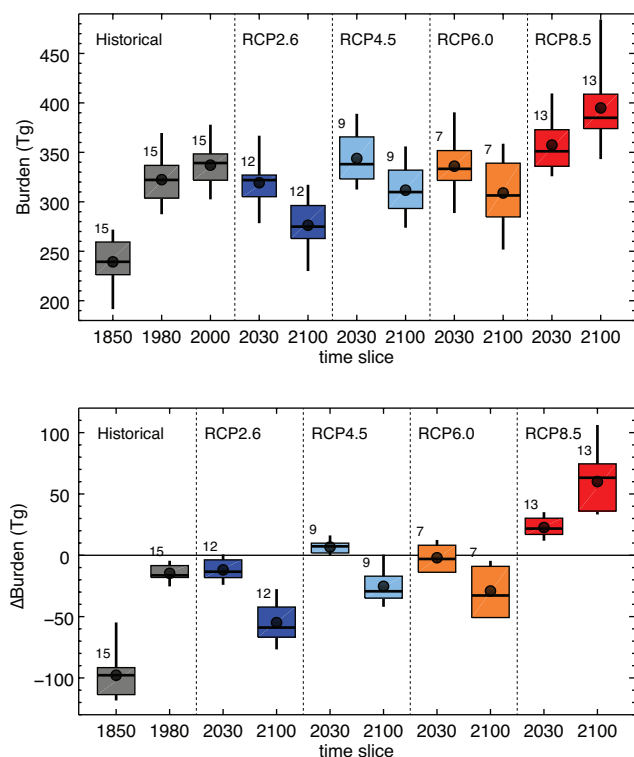 Historical RCP2.6 RCP4.5 RCP6.0 RCP8.5
450
400
350
300
250
200
Burden (Tg)
15 15 15 12 12 9 9 7 7 13 13
1850 1980 2000 2030 2100 2030 2100 2030 2100 2030 2100
time slice
Historical RCP2.6 RCP4.5 RCP6.0 RCP8.5
100
50
0
−50
−100
ΔBurden (Tg)
15 15 12 12 9 9 7 7 13 13
1850 1980 2030 2100 2030 2100 2030 2100 2030 2100
time slice